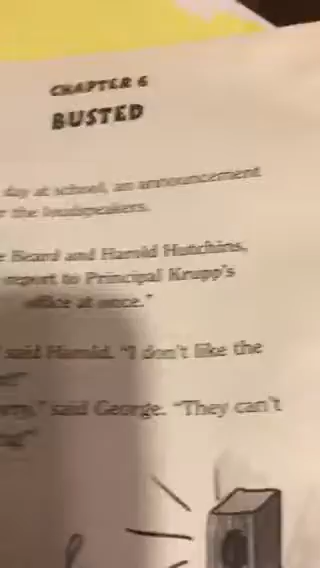 CHAPTER 6
BUSTED
day at school, an announcement
the loudspeakers.
Beard and Harold Hutchins,
report to Principal Krupp's
office at once."
said Harold. "I don't like the
said George. "They can't